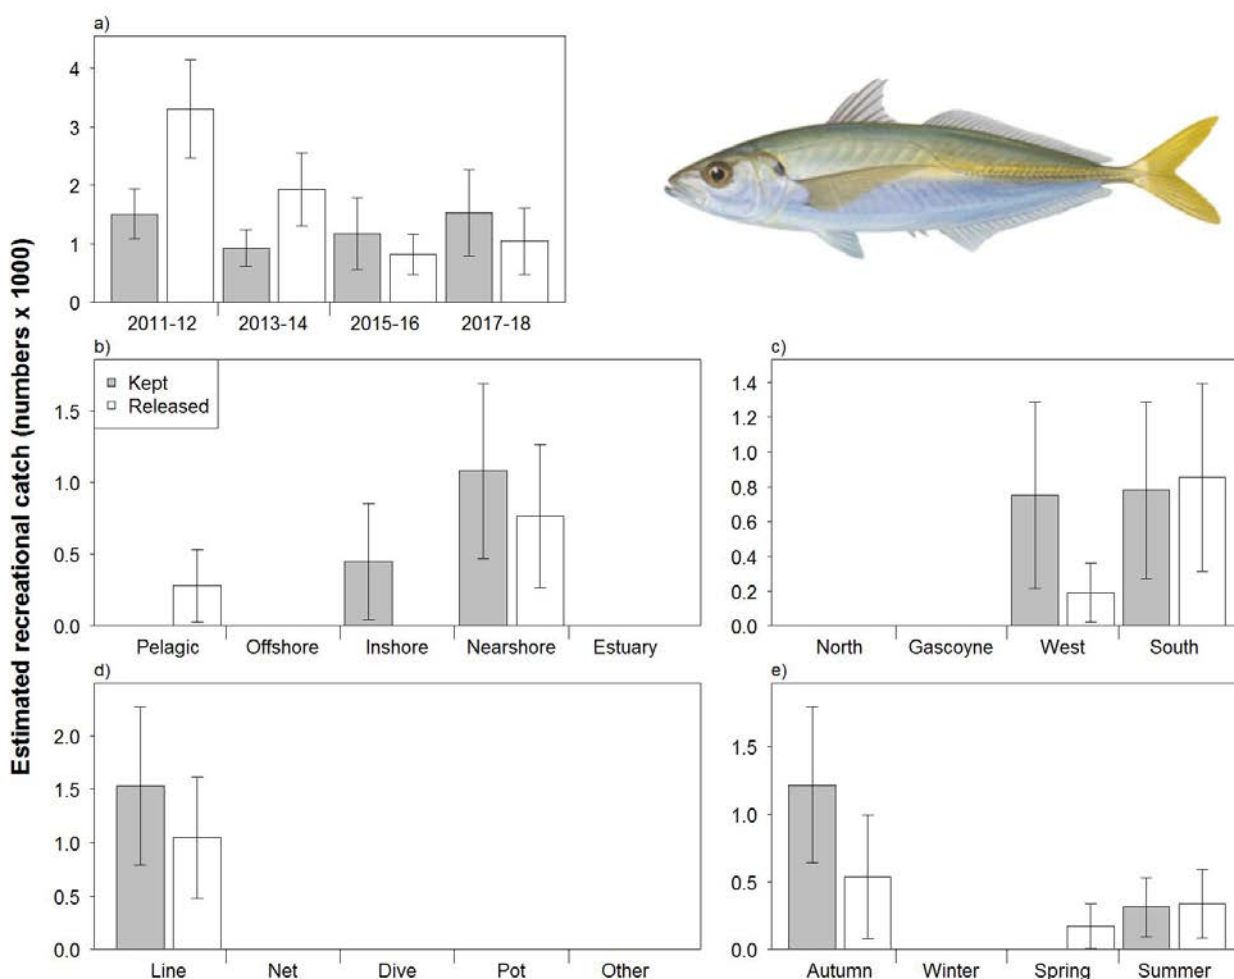 a)
4
3
2
1
0
2011-12 2013-14 2015-16 2017-18
Estimated recreational catch (numbers x 1000)
b)
Kept
Released
1.5
1.0
0.5
0.0
Pelagic Offshore Inshore Nearshore Estuary
c)
1.4
1.2
1.0
0.8
0.6
0.4
0.2
0.0
North Gascoyne West South
d)
2.0
1.5
1.0
0.5
0.0
Line Net Dive Pot Other
e)
1.5
1.0
0.5
0.0
Autumn Winter Spring Summer